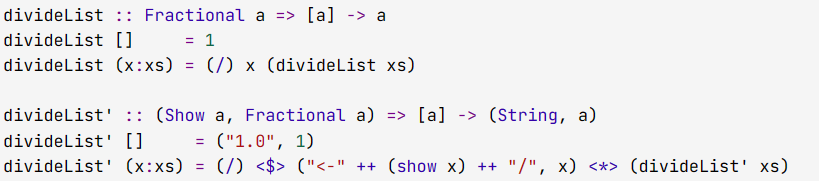 divideList :: Fractional a => [a] -> a
divideList []     = 1
divideList (x:xs) = (/) x (divideList xs)

divideList' :: (Show a, Fractional a) => [a] -> (String, a)
divideList' []     = ("1.0", 1)
divideList' (x:xs) = (/) <$> ("<-" ++ (show x) ++ "/", x) <*> (divideList' xs)